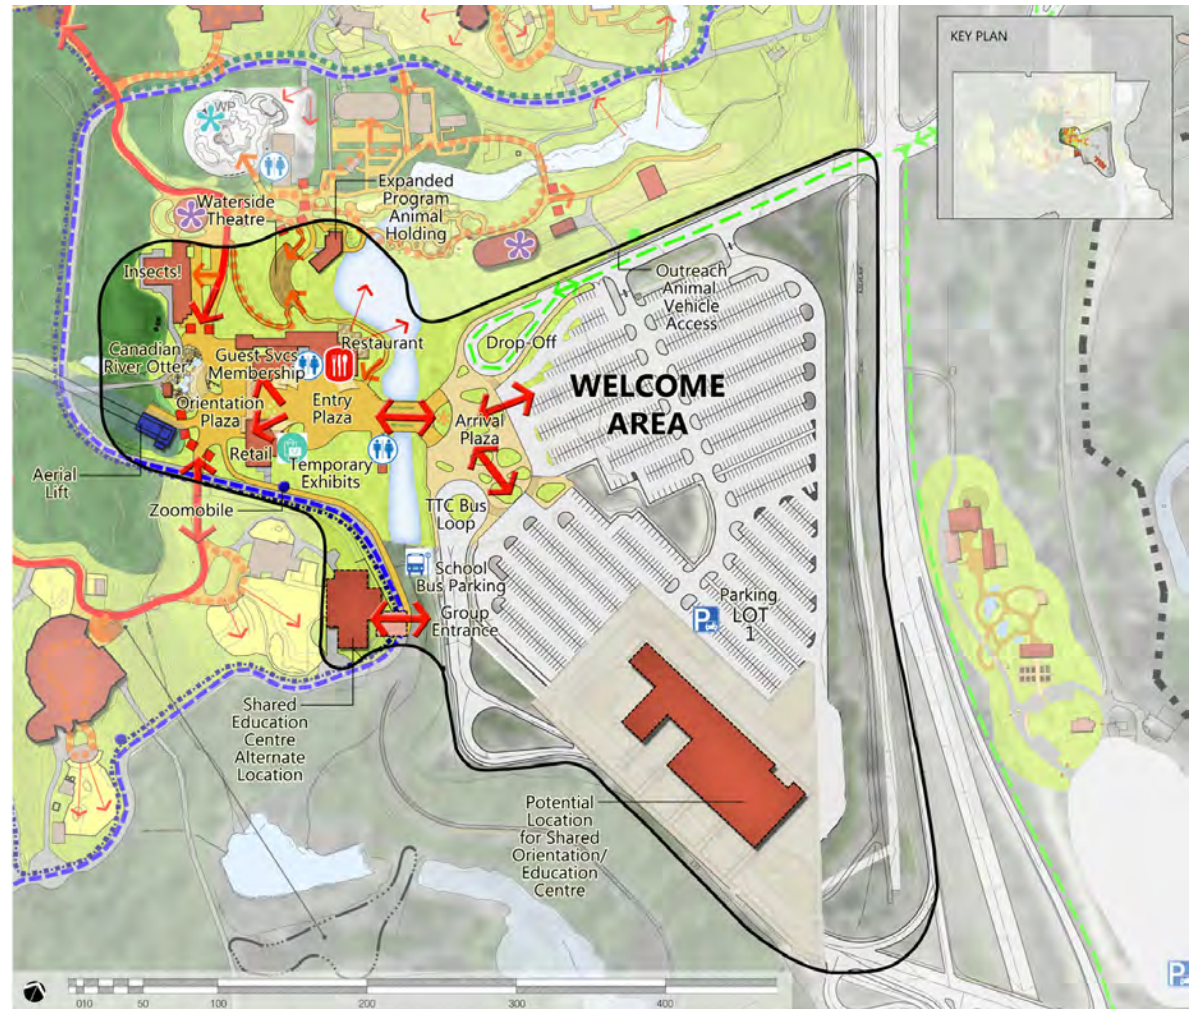 KEY PLAN
WP
Expanded
Program
Animal
Holding
Waterside
Theatre
Insects!
Outreach
Animal
Vehicle
Access
Drop-Off
Restaurant
Canadian
River Otter
Guest Svcs
Membership
WELCOME
AREA
Orientation
Plaza
Entry
Plaza
Arrival
Plaza
Retail
Temporary
Exhibits
Aerial
Lift
Zoomobile
TTC Bus
Loop
School
Bus Parking
Group
Entrance
Parking
LOT
1
P
Shared
Education
Centre
Alternate
Location
Potential
Location
for Shared
Orientation/
Education
Centre
P
010 50 100 200 300 400